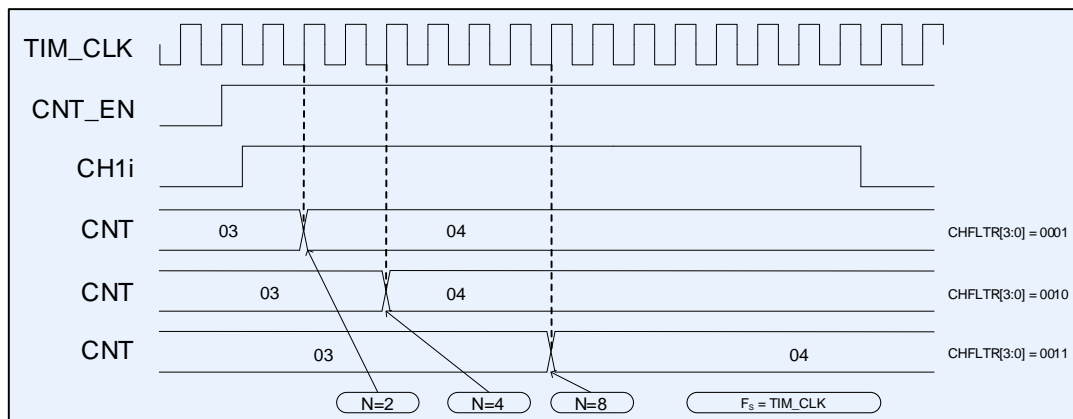 TIM_CLK
CNT_EN
CH1i
CNT 03 04 CHFLTR[3:0] = 0001
CNT 03 04 CHFLTR[3:0] = 0010
CNT 03 04 CHFLTR[3:0] = 0011
N=2 N=4 N=8 FS = TIM_CLK